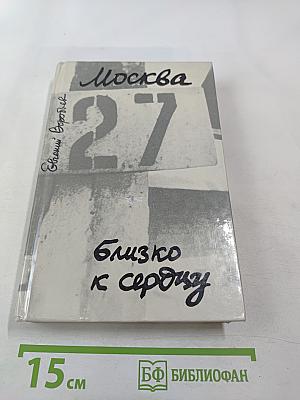 Москва
Евгений Воробьев
27
близко
к сердцу
15 см
БФ БИБЛИОФАН